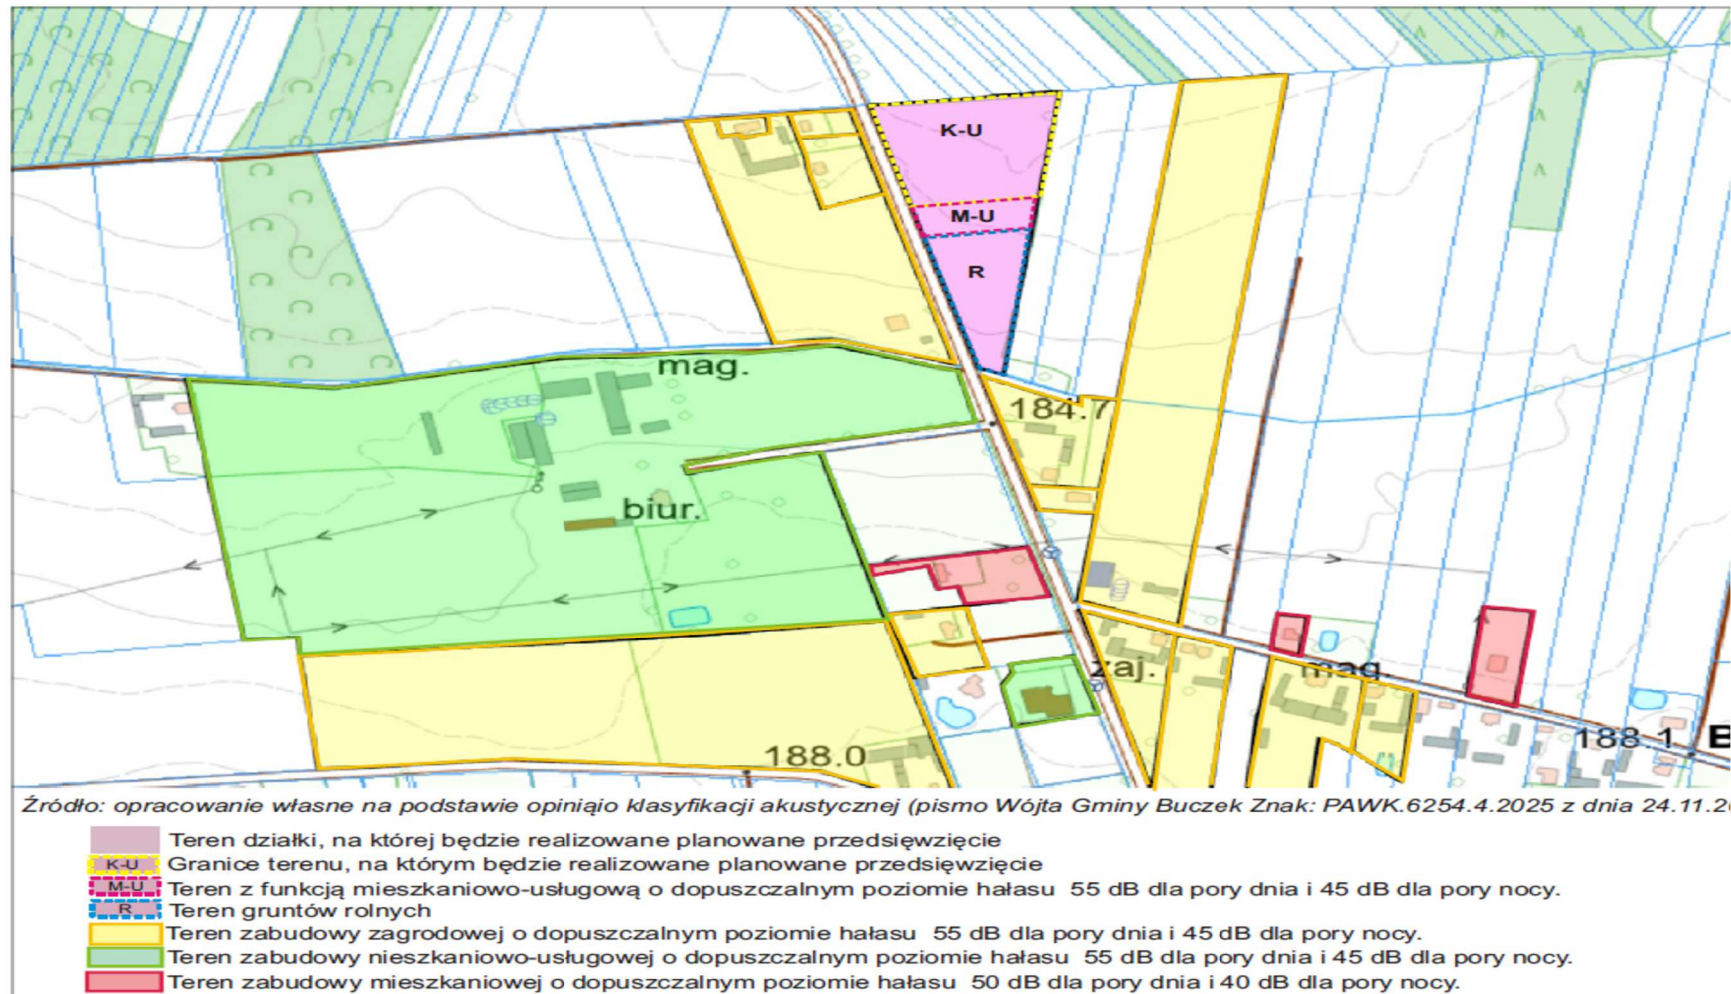 K-U
M-U
R
mag.
184.7
biur.
zaj.
mag.
188.0
188.1
B
Źródło: opracowanie własne na podstawie opiniąio klasyfikacji akustycznej (pismo Wójta Gminy Buczek Znak: PAWK.6254.4.2025 z dnia 24.11.2
Teren działki, na której będzie realizowane planowane przedsięwzięcie
K-U Granice terenu, na którym będzie realizowane planowane przedsięwzięcie
M-U Teren z funkcją mieszkaniowo-usługową o dopuszczalnym poziomie hałasu 55 dB dla pory dnia i 45 dB dla pory nocy.
R Teren gruntów rolnych
Teren zabudowy zagrodowej o dopuszczalnym poziomie hałasu 55 dB dla pory dnia i 45 dB dla pory nocy.
Teren zabudowy nieszkaniowo-usługowej o dopuszczalnym poziomie hałasu 55 dB dla pory dnia i 45 dB dla pory nocy.
Teren zabudowy mieszkaniowej o dopuszczalnym poziomie hałasu 50 dB dla pory dnia i 40 dB dla pory nocy.